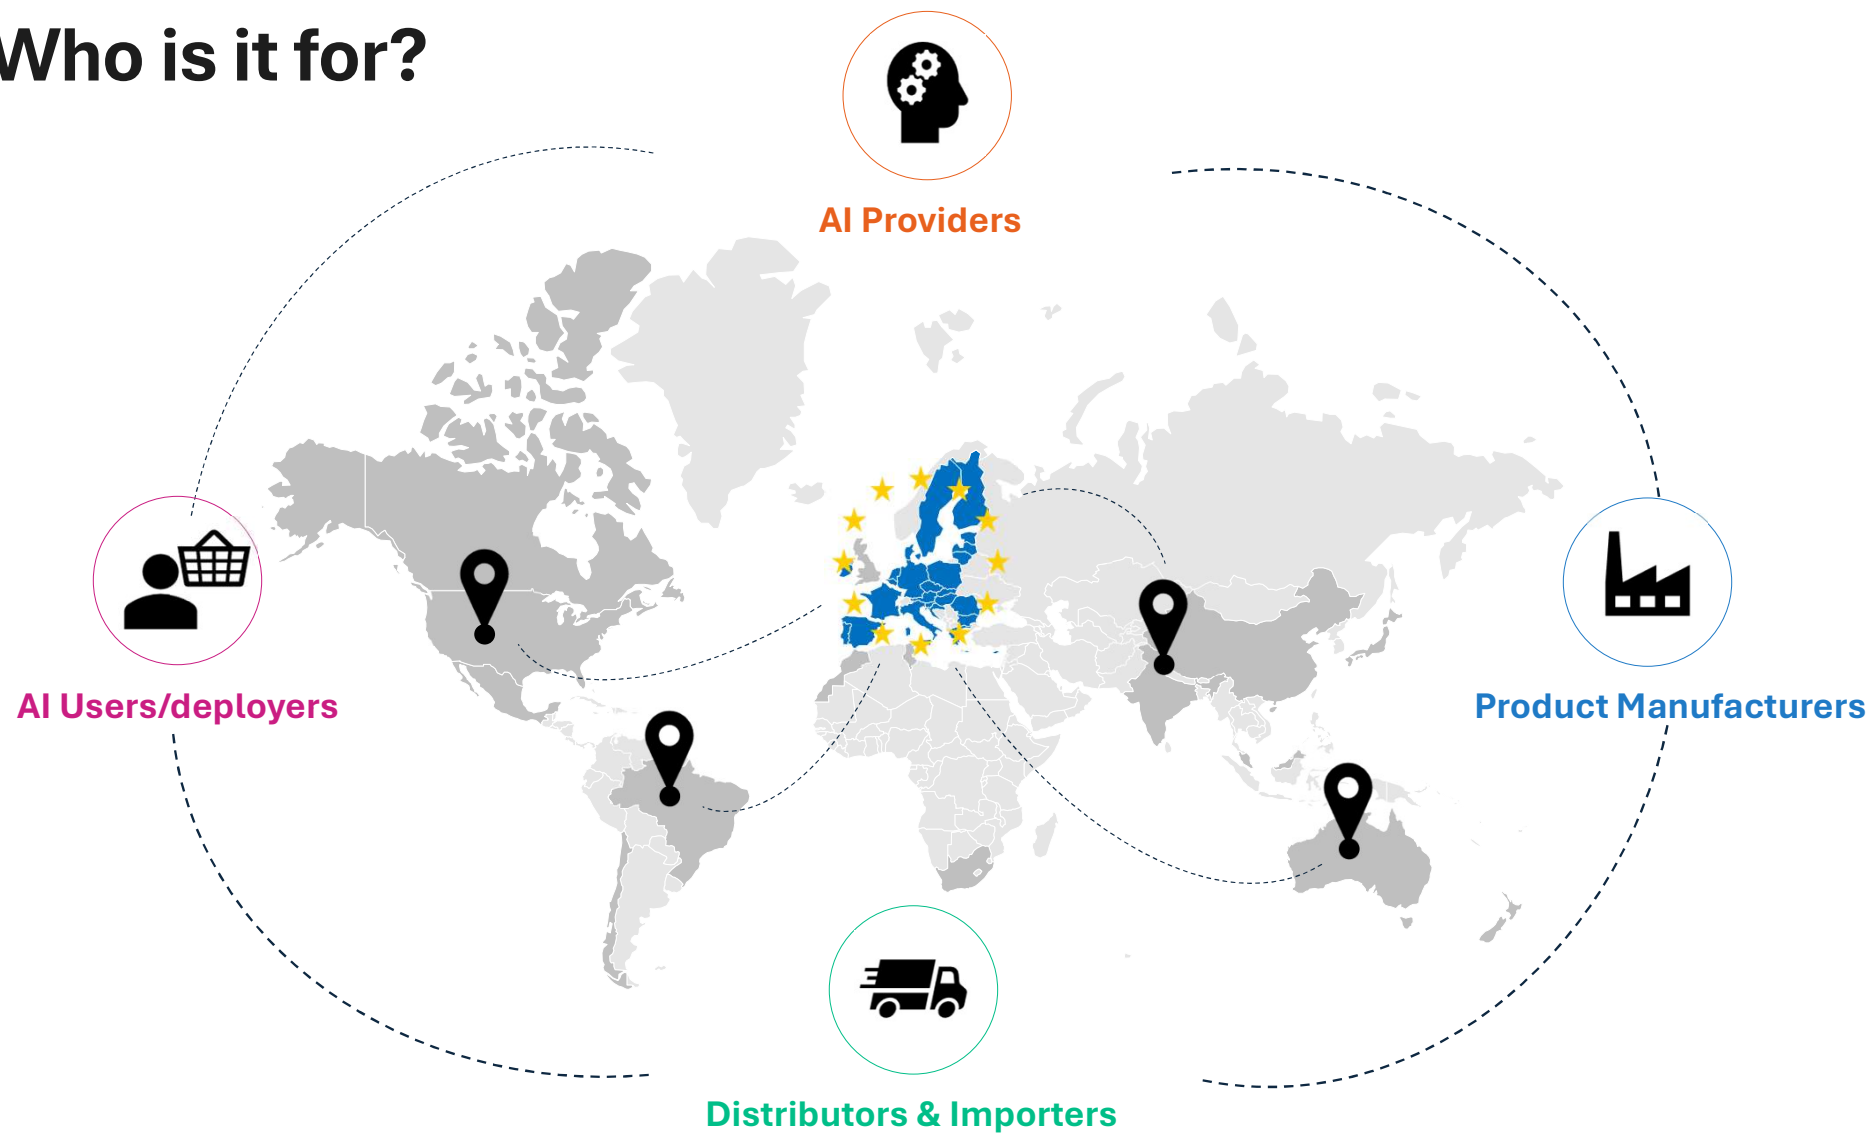 Who is it for?
AI Providers
AI Users/deployers
Product Manufacturers
Distributors & Importers